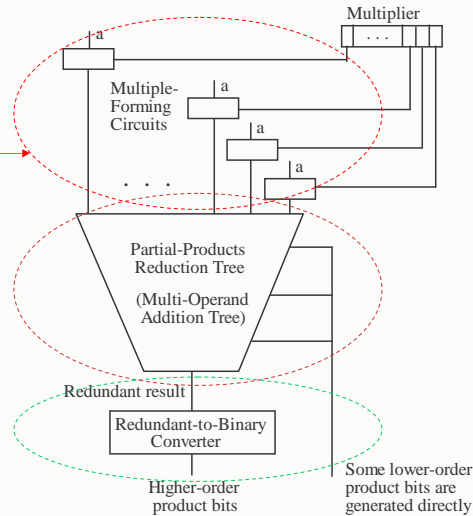 Multiplier
. . .
a
Multiple-
Forming
Circuits
a
a
a
. . .
Partial-Products
Reduction Tree
(Multi-Operand
Addition Tree)
Redundant result
Redundant-to-Binary
Converter
Higher-order
product bits
Some lower-order
product bits are
generated directly